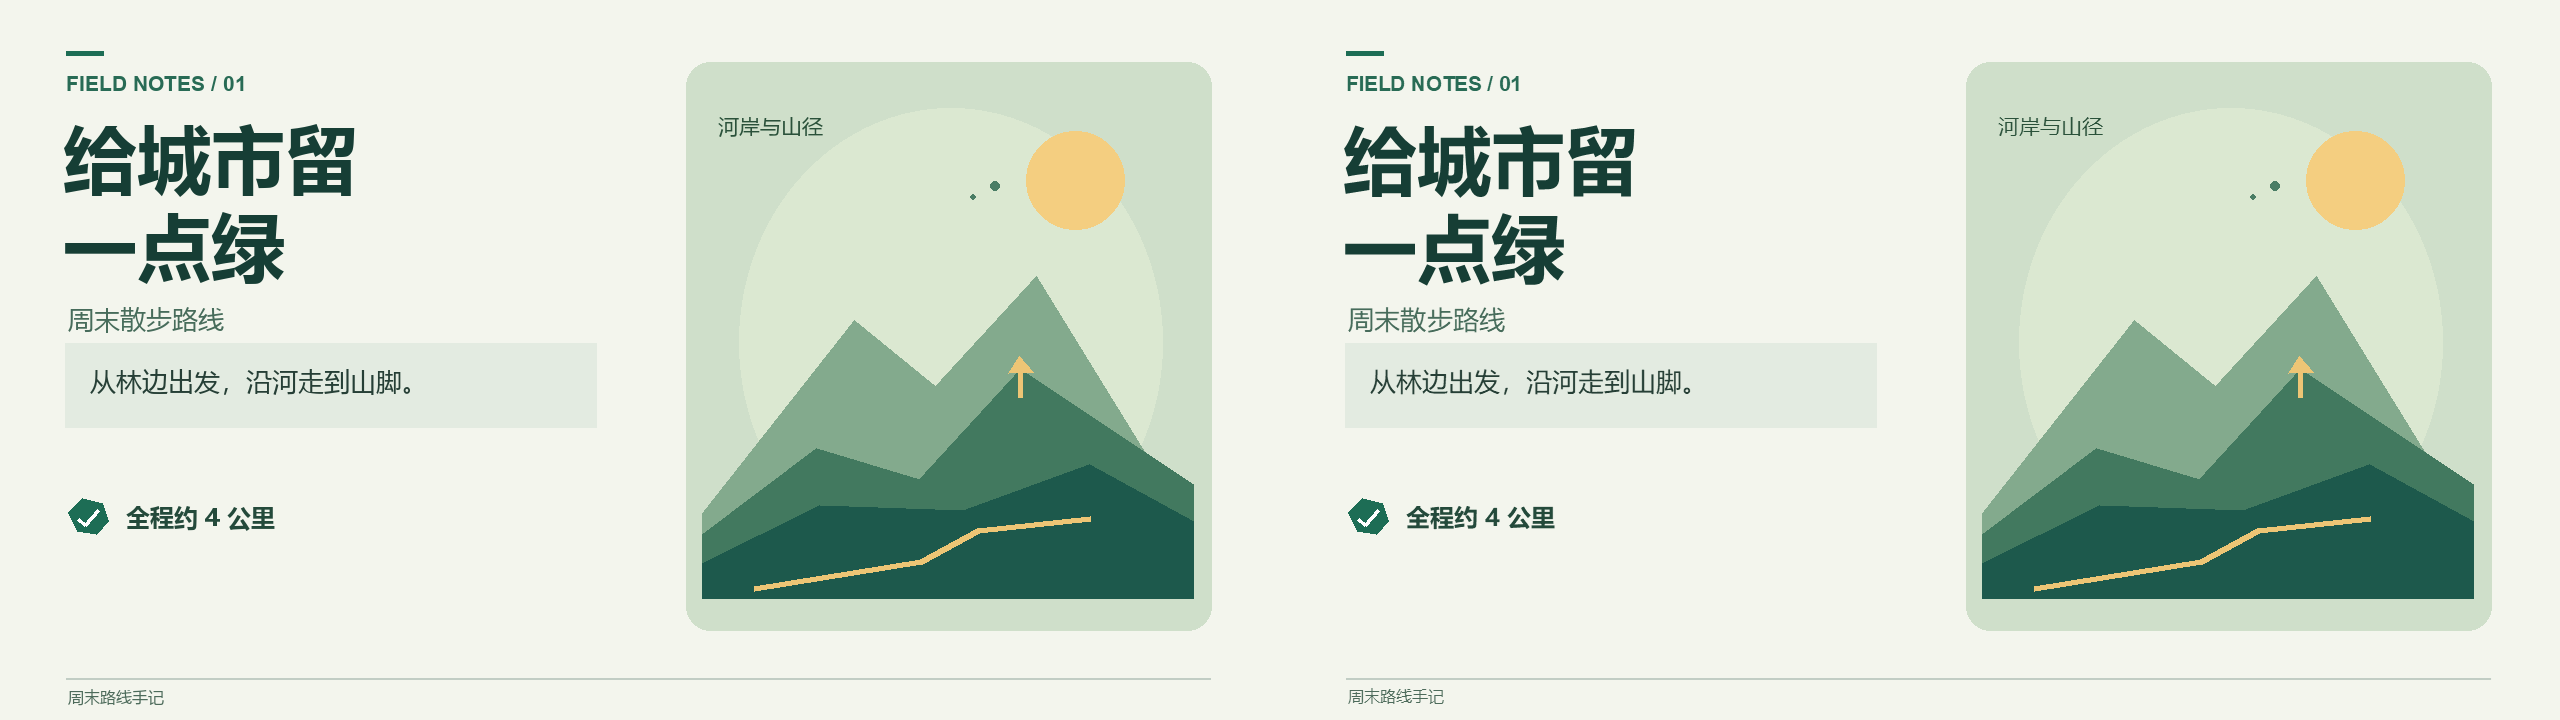 FIELD NOTES / 01
给城市留
一点绿
周末散步路线
从林边出发，沿河走到山脚。
全程约 4 公里
河岸与山径
周末路线手记
FIELD NOTES / 01
给城市留
一点绿
周末散步路线
从林边出发，沿河走到山脚。
全程约 4 公里
河岸与山径
周末路线手记